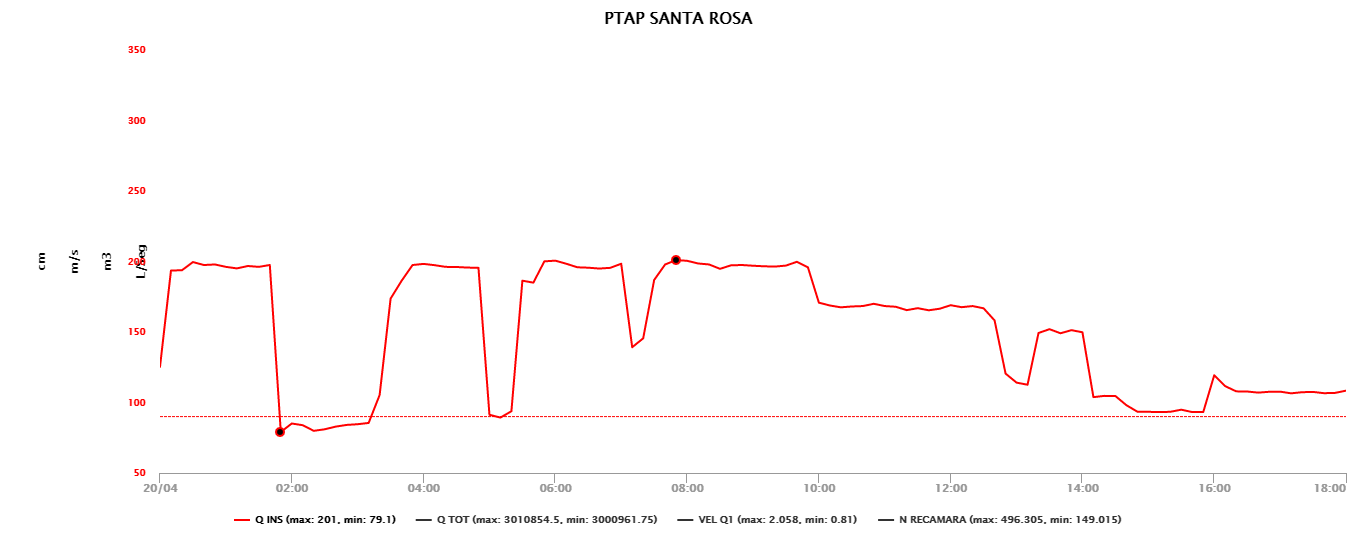 PTAP SANTA ROSA
350
300
250
200
150
100
50
cm
m/s
m3
L/seg
20/04 02:00 04:00 06:00 08:00 10:00 12:00 14:00 16:00 18:00
Q INS (max: 201, min: 79.1) Q TOT (max: 3010854.5, min: 3000961.75) VEL Q1 (max: 2.058, min: 0.81) N RECAMARA (max: 496.305, min: 149.015)